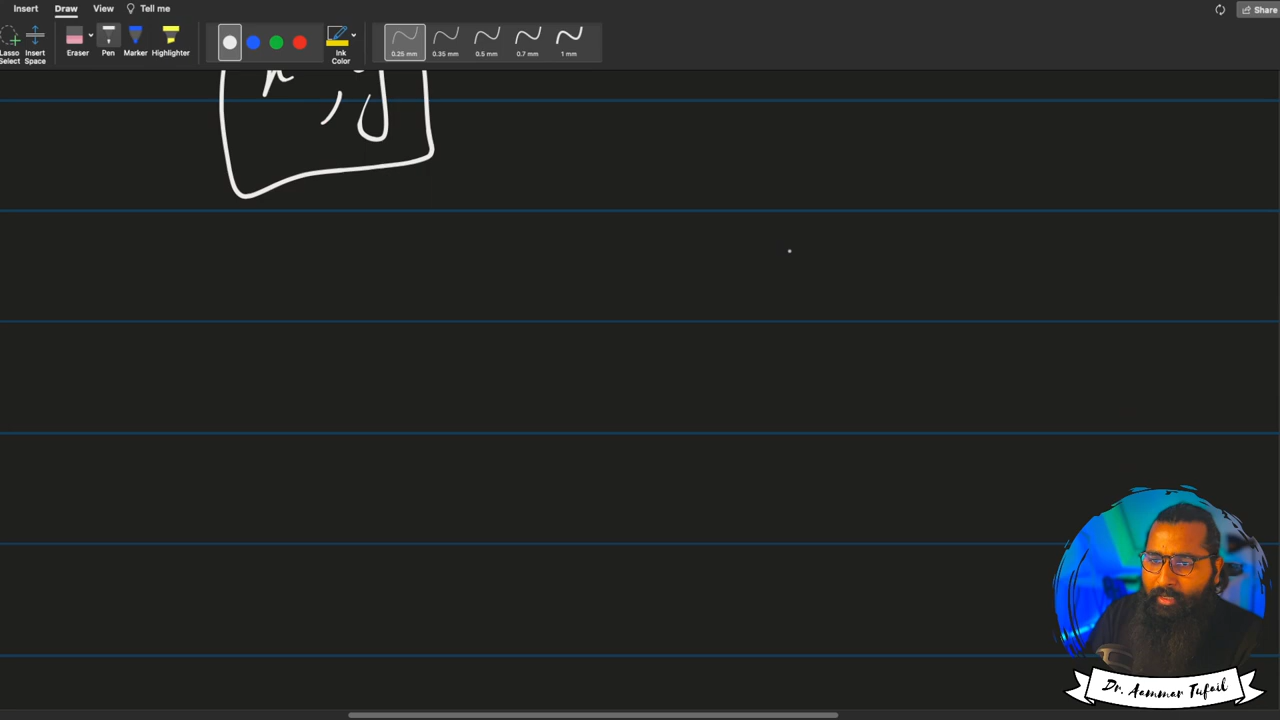 Insert Draw View Tell me Share
Lasso Select Insert Space Eraser Pen Marker Highlighter Ink Color 0.25 mm 0.35 mm 0.5 mm 0.7 mm 1 mm
, y
Dr. Aammar Tufail